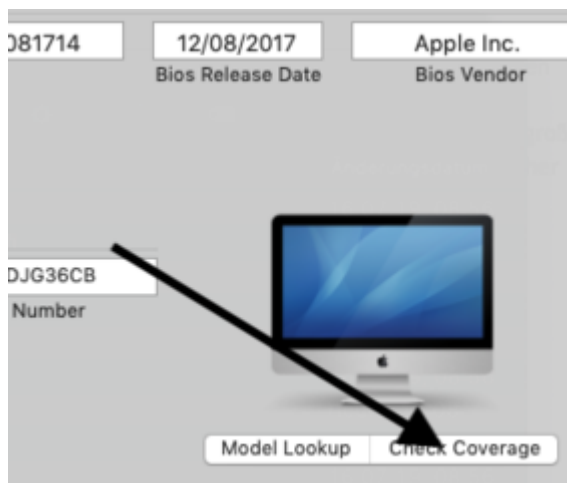 081714
12/08/2017
Apple Inc.
Bios Release Date
Bios Vendor
DJG36CB
Number
Model Lookup
Check Coverage